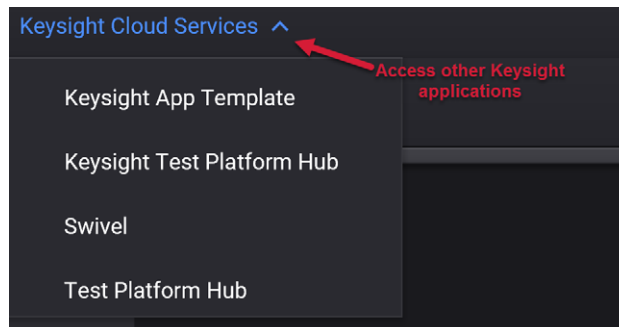 Keysight Cloud Services
Access other Keysight
applications
Keysight App Template
Keysight Test Platform Hub
Swivel
Test Platform Hub